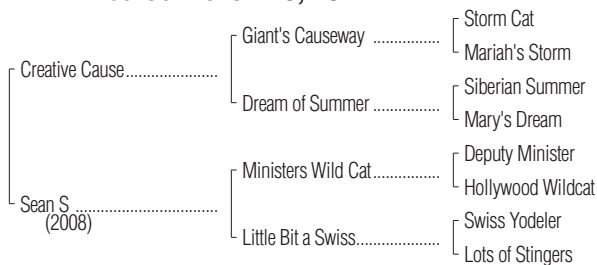 Storm Cat
Giant's Causeway ................
Mariah's Storm
Creative Cause......................
Siberian Summer
Dream of Summer ................
Mary's Dream
Deputy Minister
Ministers Wild Cat................
Hollywood Wildcat
Sean S ..................................
(2008)
Swiss Yodeler
Little Bit a Swiss....................
Lots of Stingers